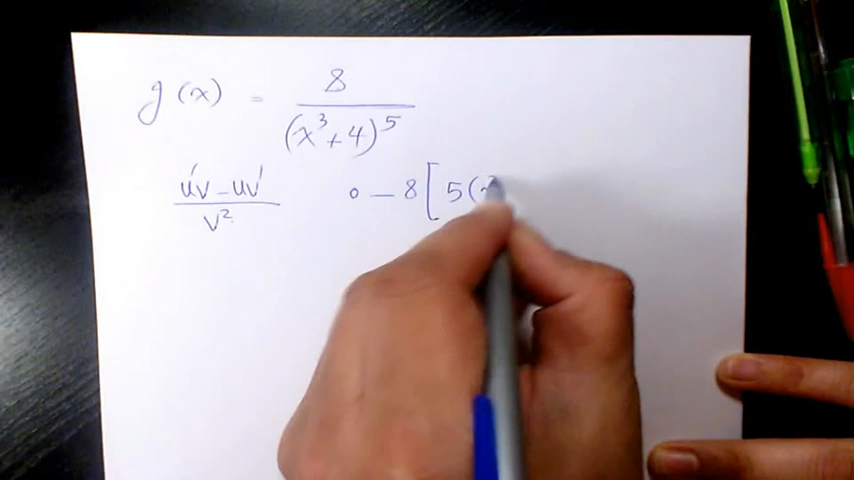 g(x) = 8/(x³+4)⁵
u'v - uv'/v² 0 - 8[5(